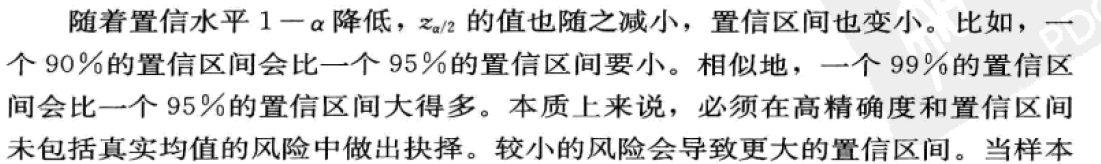 随着置信水平 1－α 降低，z_{α/2} 的值也随之减小，置信区间也变小。比如，一
个 90％的置信区间会比一个 95％的置信区间要小。相似地，一个 99％的置信区
间会比一个 95％的置信区间大得多。本质上来说，必须在高精确度和置信区间
未包括真实均值的风险中做出抉择。较小的风险会导致更大的置信区间。当样本